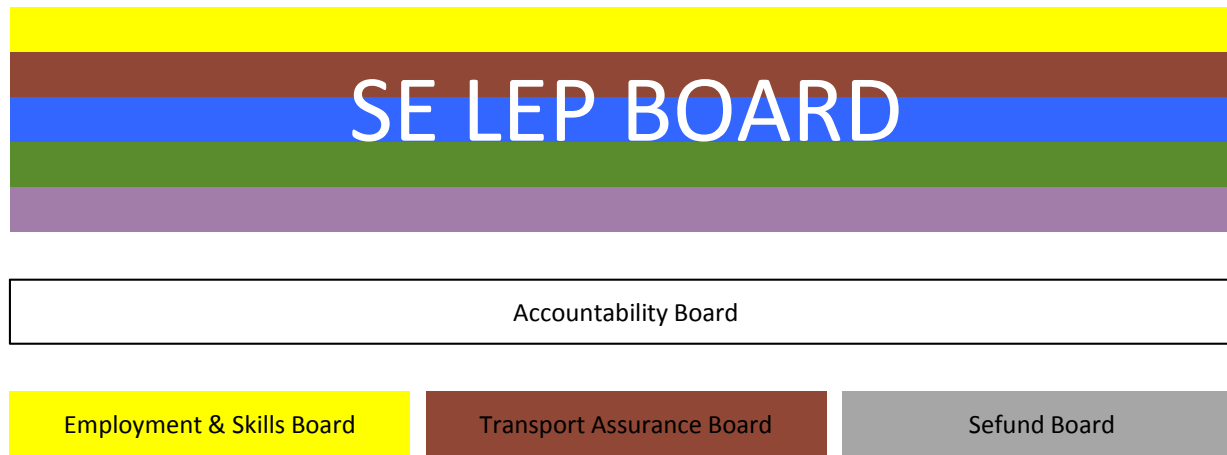 SE LEP BOARD
Accountability Board
Employment & Skills Board
Transport Assurance Board
Sefund Board